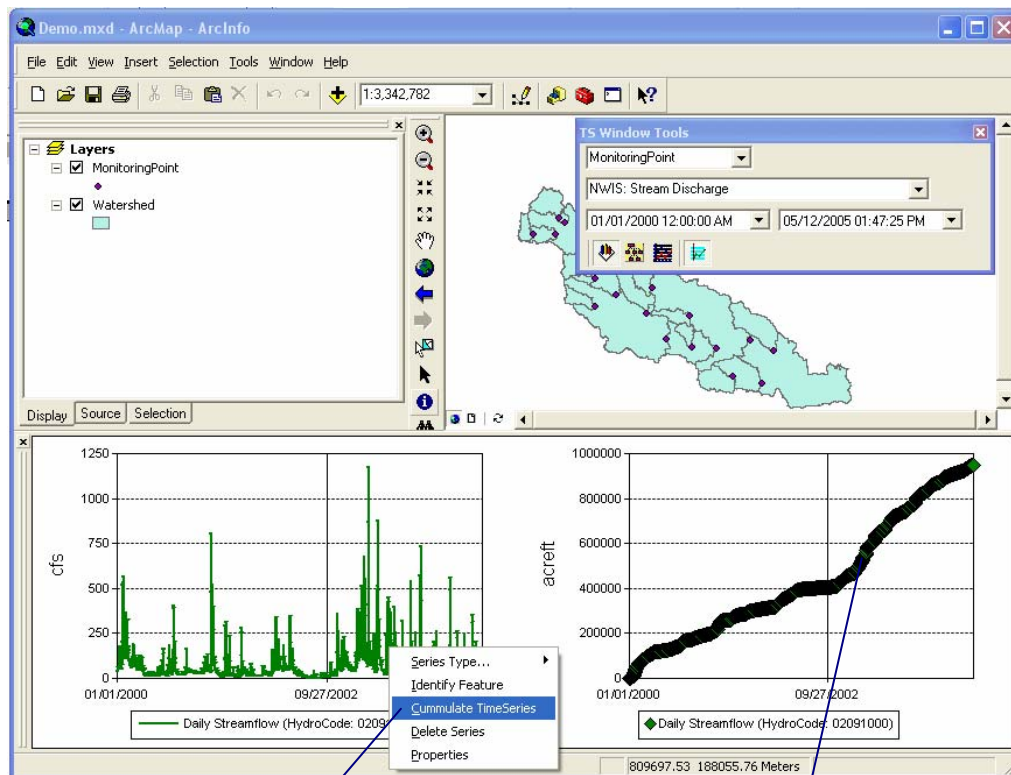 Demo.mxd - ArcMap - ArcInfo
File Edit View Insert Selection Tools Window Help
1:3,342,782
Layers
MonitoringPoint
Watershed
Display Source Selection
TS Window Tools
MonitoringPoint
NWIS: Stream Discharge
01/01/2000 12:00:00 AM 05/12/2005 01:47:25 PM
1250
1000
750
500
250
0
cfs
01/01/2000 09/27/2002
Daily Streamflow (HydroCode: 0209
1000000
800000
600000
400000
200000
0
acreft
01/01/2000 09/27/2002
Daily Streamflow (HydroCode: 02091000)
Series Type...
Identify Feature
Cummulate TimeSeries
Delete Series
Properties
809697.53 188055.76 Meters